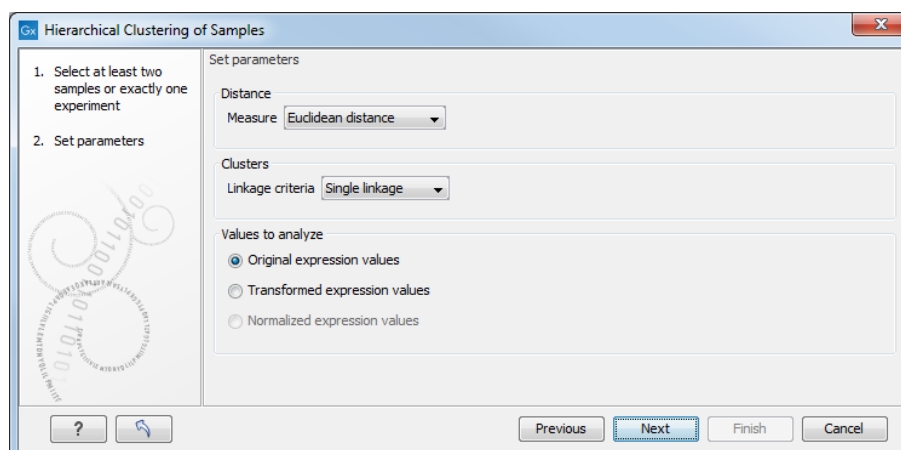 Gx Hierarchical Clustering of Samples
1. Select at least two
samples or exactly one
experiment
2. Set parameters
Set parameters
Distance
Measure Euclidean distance
Clusters
Linkage criteria Single linkage
Values to analyze
Original expression values
Transformed expression values
Normalized expression values
? Previous Next Finish Cancel